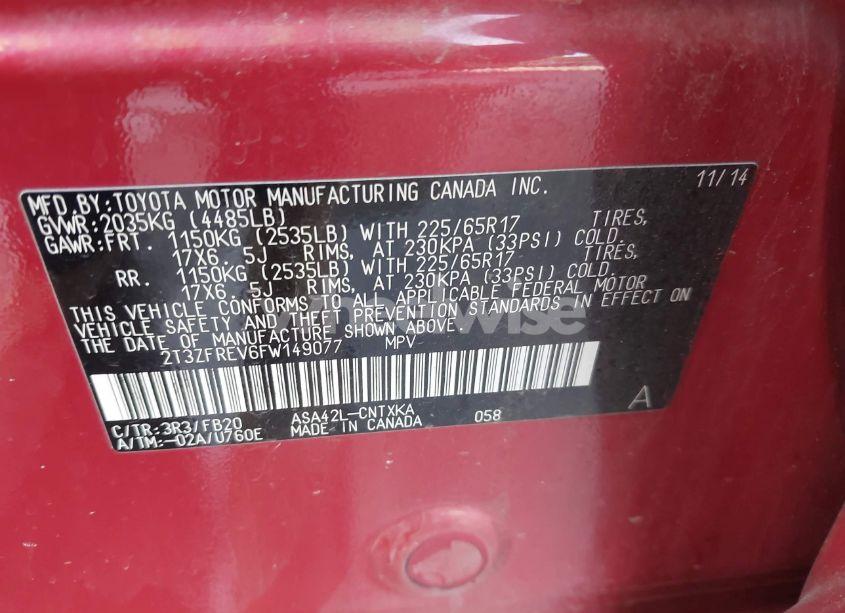 MFD.BY:TOYOTA MOTOR MANUFACTURING CANADA INC. 11/14
GVWR:2035KG (4485LB)
GAWR:FRT. 1150KG (2535LB) WITH 225/65R17 TIRES,
17X6. 5J RIMS, AT 230KPA (33PSI) COLD.
RR. 1150KG (2535LB) WITH 225/65R17 TIRES,
17X6. 5J RIMS, AT 230KPA (33PSI) COLD.
THIS VEHICLE CONFORMS TO ALL APPLICABLE FEDERAL MOTOR
VEHICLE SAFETY AND THEFT PREVENTION STANDARDS IN EFFECT ON
THE DATE OF MANUFACTURE SHOWN ABOVE.
2T3ZFREV6FW149077 MPV
A
C/TR:3R3/FB20 ASA42L-CNTXKA 058
A/TM:-02A/U760E MADE IN CANADA